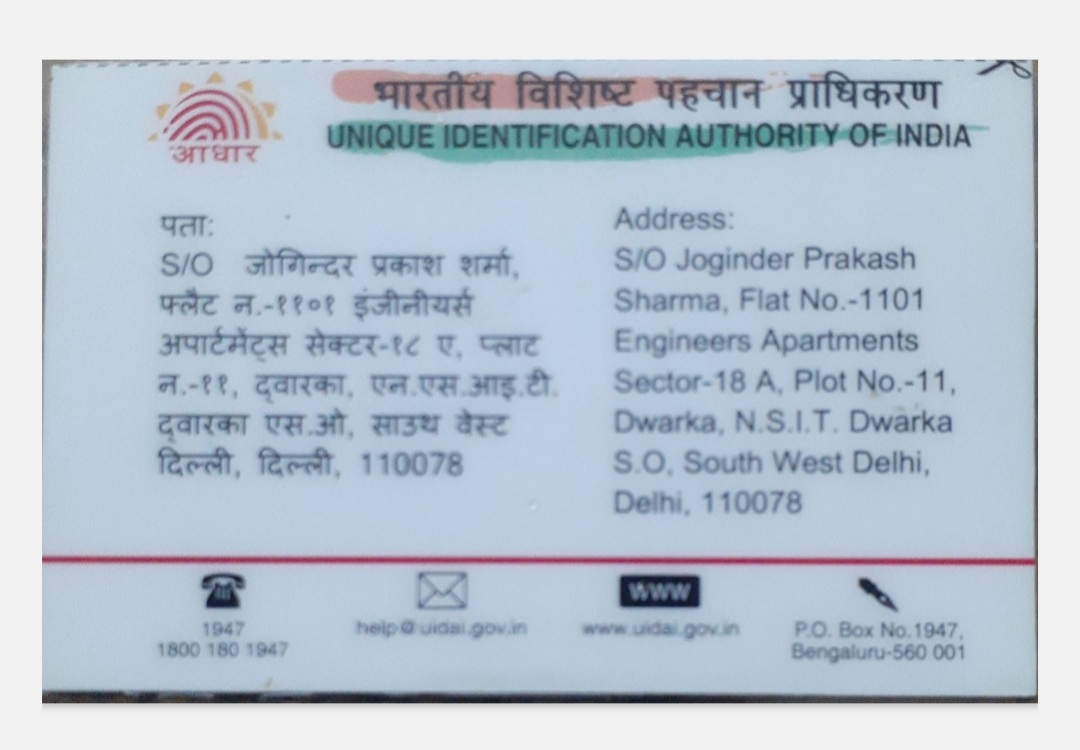 भारतीय विशिष्ट पहचान प्राधिकरण
UNIQUE IDENTIFICATION AUTHORITY OF INDIA
आधार
पता:
S/O जोगिन्दर प्रकाश शर्मा,
फ्लैट न.-११०१ इंजीनीयर्स
अपार्टमेंट्स सेक्टर-१८ ए, प्लाट
न.-११, द्वारका, एन.एस.आइ.टी.
द्वारका एस.ओ, साउथ वेस्ट
दिल्ली, दिल्ली, 110078
Address:
S/O Joginder Prakash
Sharma, Flat No.-1101
Engineers Apartments
Sector-18 A, Plot No.-11,
Dwarka, N.S.I.T. Dwarka
S.O, South West Delhi,
Delhi, 110078
1947
1800 180 1947
help@uidai.gov.in
www
www.uidai.gov.in
P.O. Box No.1947,
Bengaluru-560 001